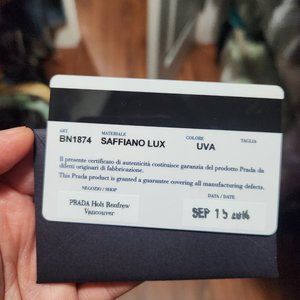 ART. MATERIALE COLORE TAGLIA
BN1874 SAFFIANO LUX UVA
Il presente certificato di autenticità costituisce garanzia del prodotto Prada da
difetti originari di fabbricazione.
This Prada product is granted a guarantee covering all manufacturing defects.
NEGOZIO / SHOP DATA / DATE
PRADA Holt Renfrew
Vancouver
SEP 15